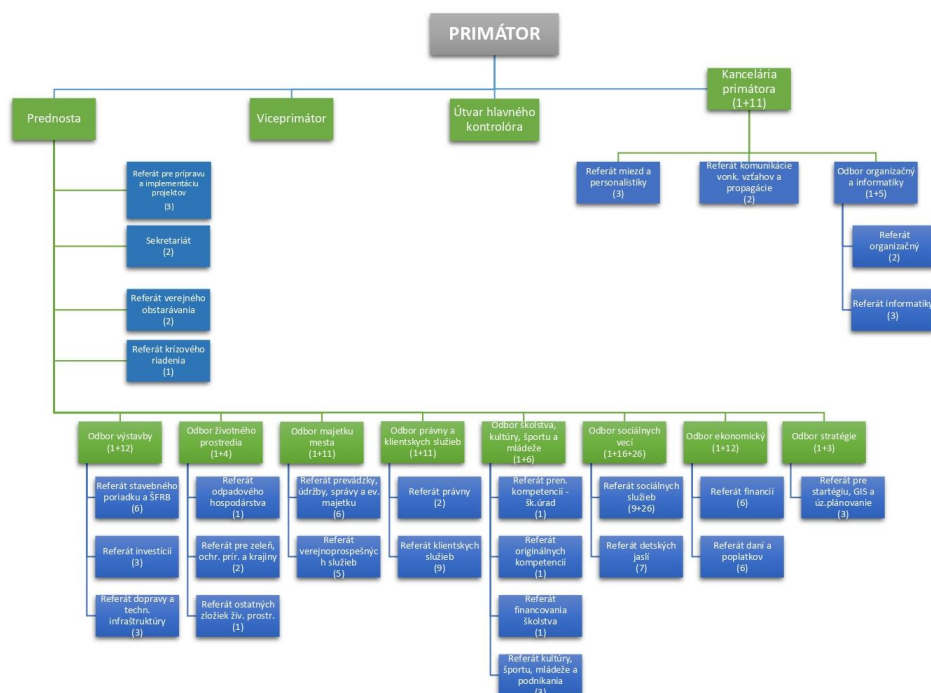 PRIMÁTOR
Kancelária
primátora
(1+11)
Prednosta
Viceprimátor
Útvar hlavného
kontrolóra
Referát pre prípravu
a implementáciu
projektov
(3)
Sekretariát
(2)
Referát verejného
obstarávania
(2)
Referát krízového
riadenia
(1)
Referát miezd a
personalistiky
(3)
Referát komunikácie
vonk. vzťahov a
propagácie
(2)
Odbor organizačný
a informatiky
(1+5)
Referát
organizačný
(2)
Referát informatiky
(3)
Odbor výstavby
(1+12)
Referát stavebného
poriadku a ŠFRB
(6)
Referát investícií
(3)
Referát dopravy a
techn.
infraštruktúry
(3)
Odbor životného
prostredia
(1+4)
Referát
odpadového
hospodárstva
(1)
Referát pre zeleň,
ochr. prír. a krajiny
(2)
Referát ostatných
zložiek živ. prostr.
(1)
Odbor majetku
mesta
(1+11)
Referát prevádzky,
údržby, správy a ev.
majetku
(6)
Referát
verejnoprospešnýc
h služieb
(5)
Odbor právny a
klientskych služieb
(1+11)
Referát právny
(2)
Referát klientskych
služieb
(9)
Odbor školstva,
kultúry, športu a
mládeže
(1+6)
Referát pren.
kompetencií -
šk.úrad
(1)
Referát
originálnych
kompetencií
(1)
Referát
financovania
školstva
(1)
Referát kultúry,
športu, mládeže a
podnikania
(3)
Odbor sociálnych
vecí
(1+16+26)
Referát sociálnych
služieb
(9+26)
Referát detských
jaslí
(7)
Odbor ekonomický
(1+12)
Referát financií
(6)
Referát daní a
poplatkov
(6)
Odbor stratégie
(1+3)
Referát pre
startégiu, GIS a
úz.plánovanie
(3)